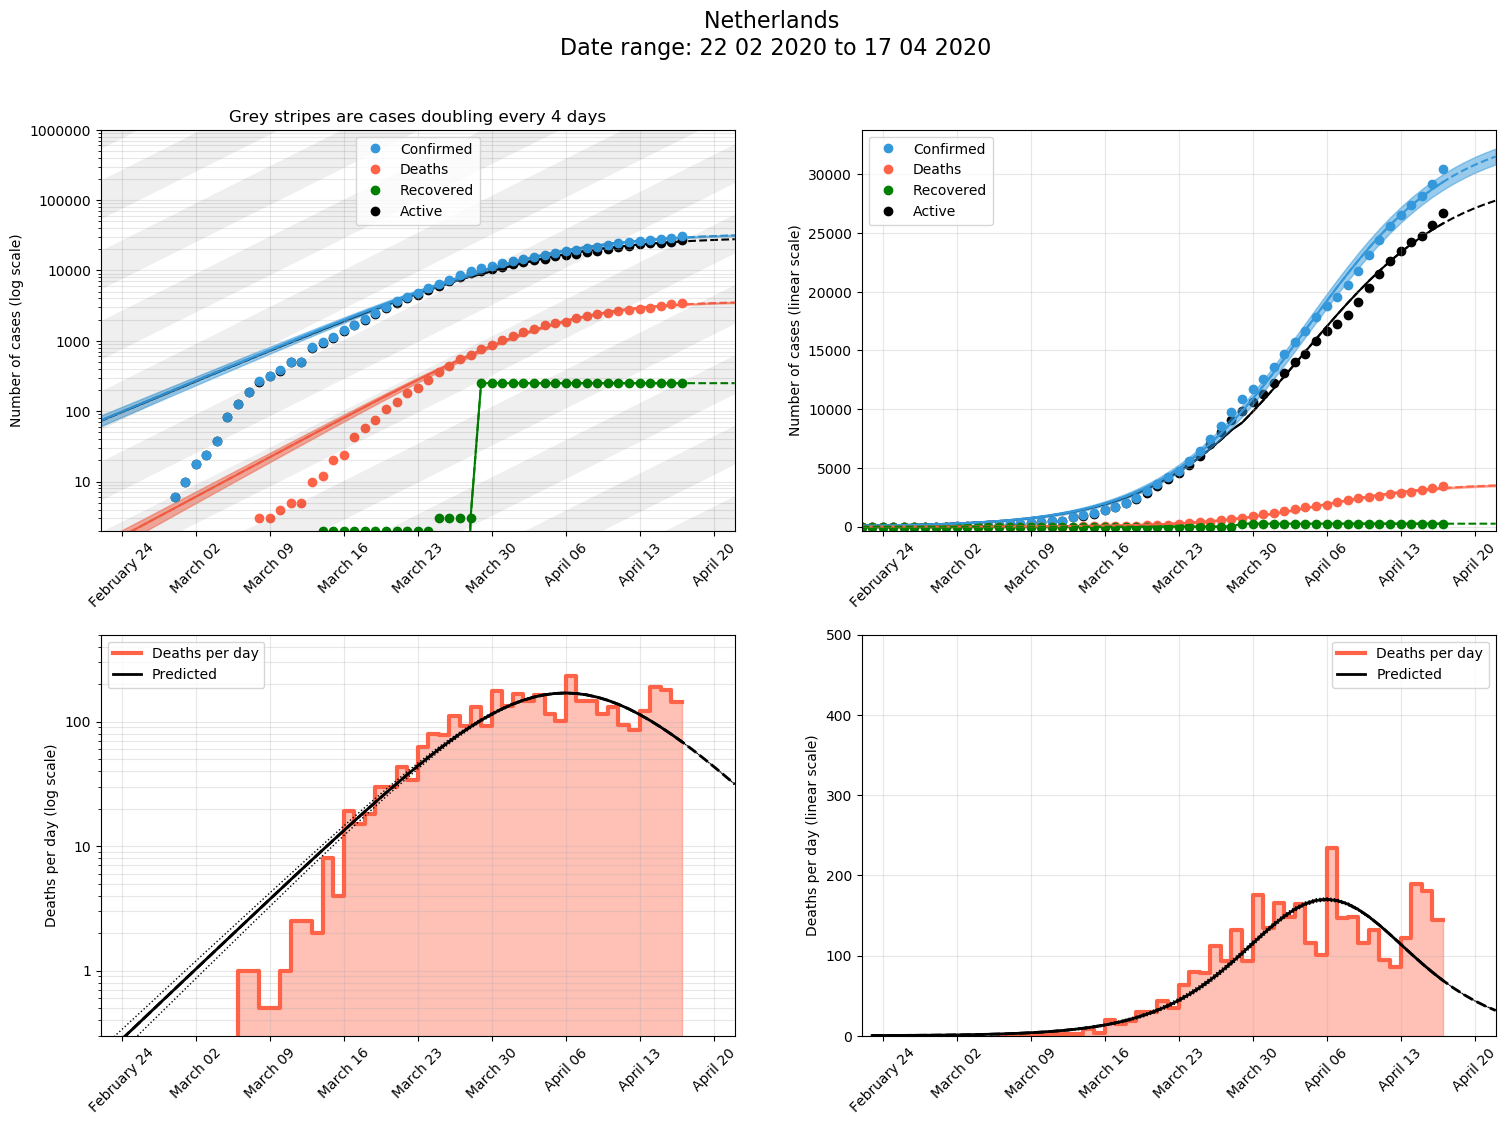 Netherlands
Date range: 22 02 2020 to 17 04 2020
Grey stripes are cases doubling every 4 days
Number of cases (log scale)
1000000
100000
10000
1000
100
10
Confirmed
Deaths
Recovered
Active
February 24
March 02
March 09
March 16
March 23
March 30
April 06
April 13
April 20
Number of cases (linear scale)
30000
25000
20000
15000
10000
5000
0
Confirmed
Deaths
Recovered
Active
February 24
March 02
March 09
March 16
March 23
March 30
April 06
April 13
April 20
Deaths per day (log scale)
100
10
1
Deaths per day
Predicted
February 24
March 02
March 09
March 16
March 23
March 30
April 06
April 13
April 20
Deaths per day (linear scale)
500
400
300
200
100
0
Deaths per day
Predicted
February 24
March 02
March 09
March 16
March 23
March 30
April 06
April 13
April 20